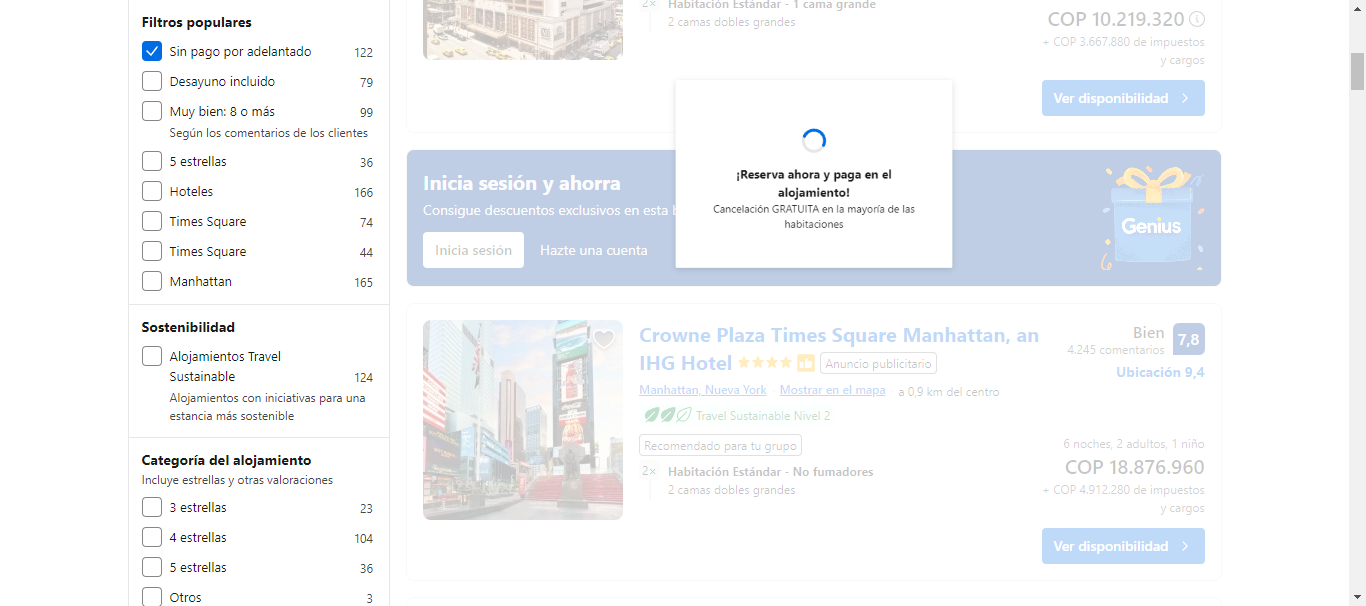 Filtros populares
Sin pago por adelantado 122
Desayuno incluido 79
Muy bien: 8 o más 99
Según los comentarios de los clientes
5 estrellas 36
Hoteles 166
Times Square 74
Times Square 44
Manhattan 165
Sostenibilidad
Alojamientos Travel
Sustainable 124
Alojamientos con iniciativas para una
estancia más sostenible
Categoría del alojamiento
Incluye estrellas y otras valoraciones
3 estrellas 23
4 estrellas 104
5 estrellas 36
Otros 3
2× Habitación Estándar - 1 cama grande
2 camas dobles grandes
COP 10.219.320
+ COP 3.667.880 de impuestos
y cargos
Ver disponibilidad
¡Reserva ahora y paga en el
alojamiento!
Cancelación GRATUITA en la mayoría de las
habitaciones
Inicia sesión y ahorra
Consigue descuentos exclusivos en esta
Inicia sesión Hazte una cuenta
Genius
Crowne Plaza Times Square Manhattan, an
IHG Hotel Anuncio publicitario
Manhattan, Nueva York Mostrar en el mapa a 0,9 km del centro
Travel Sustainable Nivel 2
Recomendado para tu grupo
2× Habitación Estándar - No fumadores
2 camas dobles grandes
Bien 7,8
4.245 comentarios
Ubicación 9,4
6 noches, 2 adultos, 1 niño
COP 18.876.960
+ COP 4.912.280 de impuestos
y cargos
Ver disponibilidad